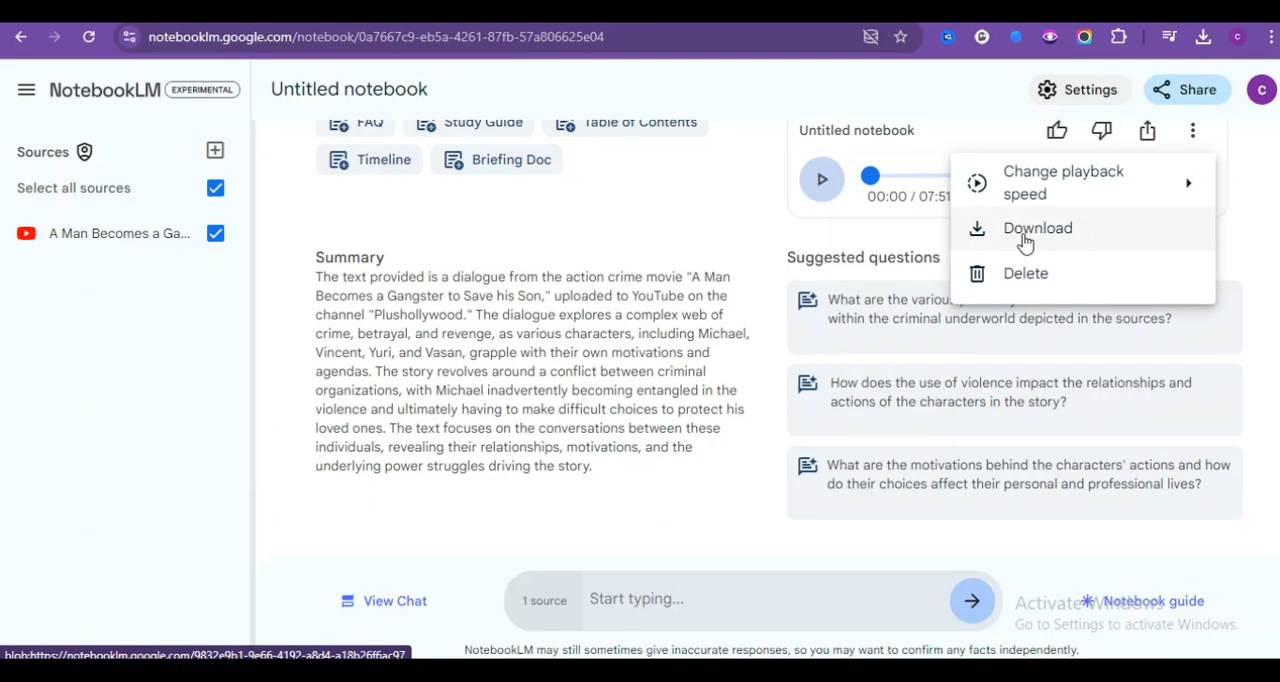 notebooklm.google.com/notebook/0a7667c9-eb5a-4261-87fb-57a806625e04
C
NotebookLM EXPERIMENTAL
Untitled notebook
Settings
Share
C
Sources
Select all sources
A Man Becomes a Ga...
FAQ
Study Guide
Table of Contents
Timeline
Briefing Doc
Untitled notebook
00:00 / 07:51
Change playback
speed
Download
Delete
Summary
The text provided is a dialogue from the action crime movie "A Man
Becomes a Gangster to Save his Son," uploaded to YouTube on the
channel "Plushollywood." The dialogue explores a complex web of
crime, betrayal, and revenge, as various characters, including Michael,
Vincent, Yuri, and Vasan, grapple with their own motivations and
agendas. The story revolves around a conflict between criminal
organizations, with Michael inadvertently becoming entangled in the
violence and ultimately having to make difficult choices to protect his
loved ones. The text focuses on the conversations between these
individuals, revealing their relationships, motivations, and the
underlying power struggles driving the story.
Suggested questions
What are the various
within the criminal underworld depicted in the sources?
How does the use of violence impact the relationships and
actions of the characters in the story?
What are the motivations behind the characters' actions and how
do their choices affect their personal and professional lives?
View Chat
1 source
Start typing...
Notebook guide
Activate Windows
Go to Settings to activate Windows.
blob:https://notebooklm.google.com/9832e9b1-9e66-4192-a8d4-a18b26f6ac97
NotebookLM may still sometimes give inaccurate responses, so you may want to confirm any facts independently.